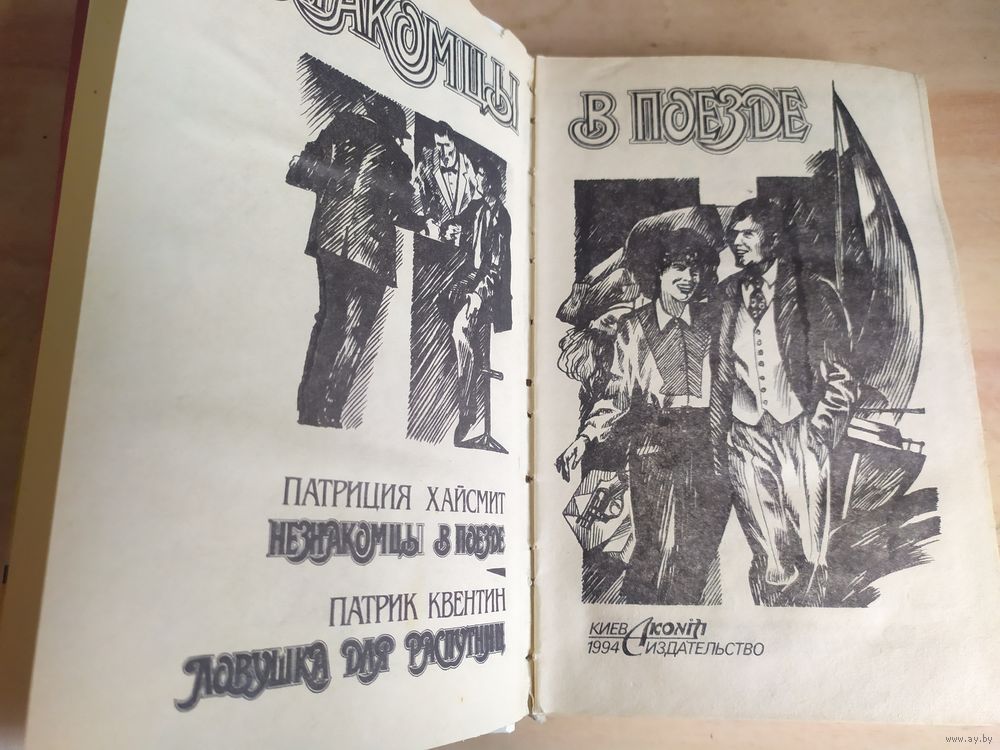 НЕЗНАКОМЦЫ
В ПОЕЗДЕ
ПАТРИЦИЯ ХАЙСМИТ
НЕЗНАКОМЦЫ В ПОЕЗДЕ
ПАТРИК КВЕНТИН
ЛОВУШКА ДЛЯ РАСПУТНИЦ
КИЕВ
1994
АКОНІТ
ИЗДАТЕЛЬСТВО
www.ay.by